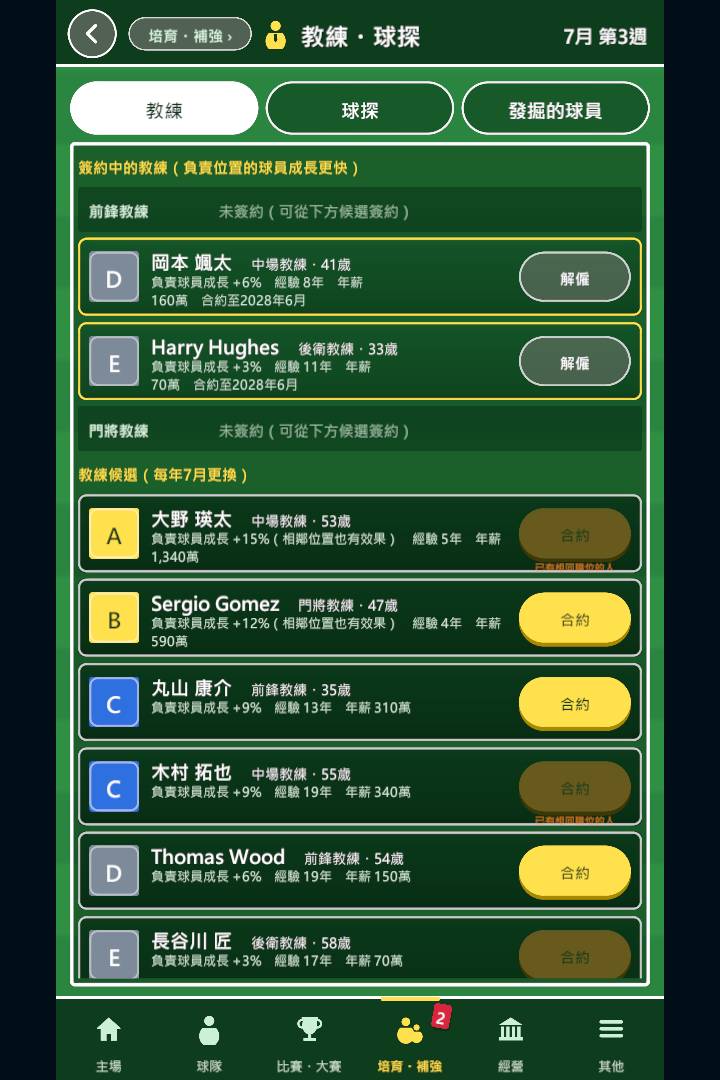 培育・補強 ›
教練・球探
7月 第3週
教練
球探
發掘的球員
簽約中的教練(負責位置的球員成長更快)
前鋒教練 未簽約(可從下方候選簽約)
D
岡本 颯太 中場教練・41歲
負責球員成長 +6% 經驗 8年 年薪
160萬 合約至2028年6月
解僱
E
Harry Hughes 後衛教練・33歲
負責球員成長 +3% 經驗 11年 年薪
70萬 合約至2028年6月
解僱
門將教練 未簽約(可從下方候選簽約)
教練候選(每年7月更換)
A
大野 瑛太 中場教練・53歲
負責球員成長 +15%(相鄰位置也有效果) 經驗 5年 年薪
1,340萬
合約
已有相同職位的人
B
Sergio Gomez 門將教練・47歲
負責球員成長 +12%(相鄰位置也有效果) 經驗 4年 年薪
590萬
合約
C
丸山 康介 前鋒教練・35歲
負責球員成長 +9% 經驗 13年 年薪 310萬
合約
C
木村 拓也 中場教練・55歲
負責球員成長 +9% 經驗 19年 年薪 340萬
合約
已有相同職位的人
D
Thomas Wood 前鋒教練・54歲
負責球員成長 +6% 經驗 19年 年薪 150萬
合約
E
長谷川 匠 後衛教練・58歲
負責球員成長 +3% 經驗 17年 年薪 70萬
合約
2
主場
球隊
比賽・大賽
培育・補強
經營
其他